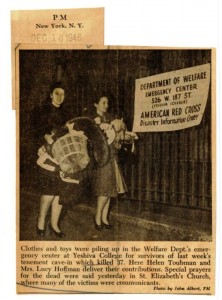 PM
New York, N. Y.
DEC 18 1946
DEPARTMENT OF WELFARE
EMERGENCY CENTER
526 W. 187 ST.
(YESHIVA COLLEGE)
AMERICAN RED CROSS
Disaster Information Center
Clothes and toys were piling up in the Welfare Dept.'s emer-
gency center at Yeshiva College for survivors of last week's
tenement cave-in which killed 37. Here Helen Toubman and
Mrs. Lucy Hoffman deliver their contributions. Special prayers
for the dead were said yesterday in St. Elizabeth's Church,
where many of the victims were communicants.
Photo by John Albert, PM